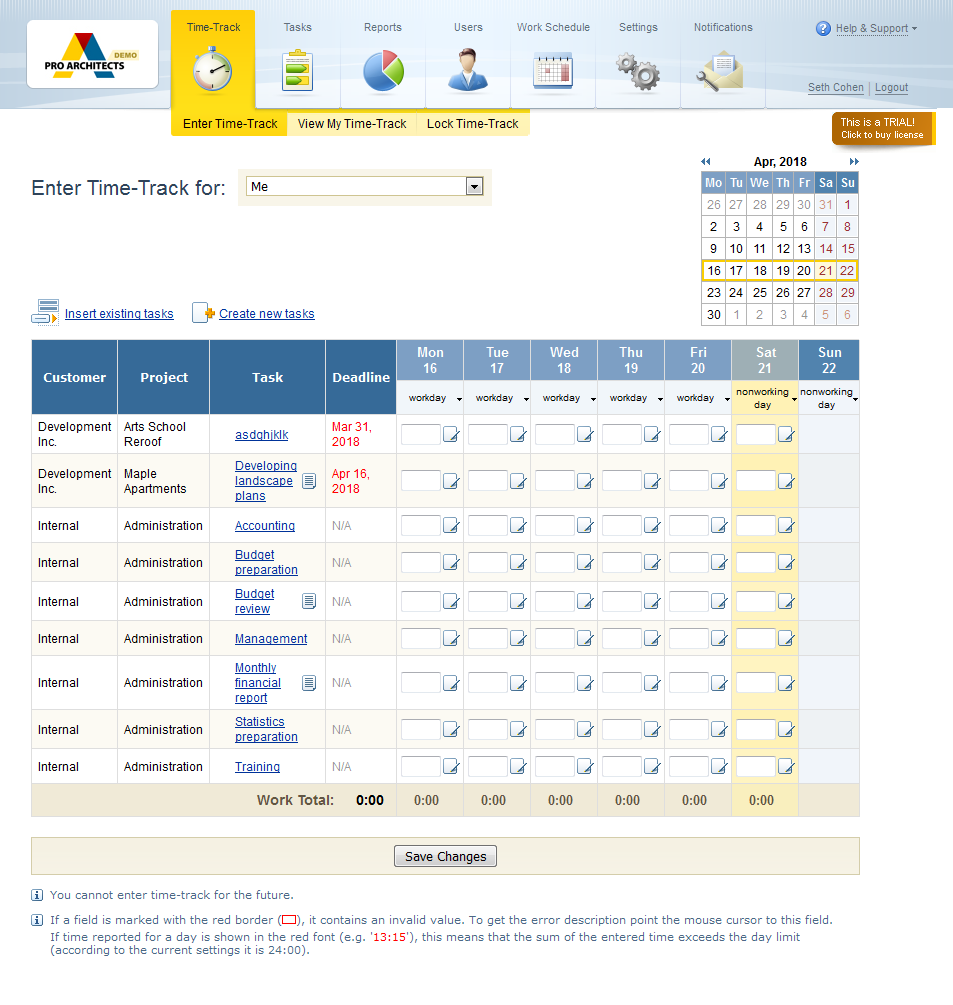 Time-Track Tasks Reports Users Work Schedule Settings Notifications Help & Support
PRO ARCHITECTS DEMO
Seth Cohen Logout
Enter Time-Track View My Time-Track Lock Time-Track
This is a TRIAL!
Click to buy license
Enter Time-Track for: Me
Apr, 2018
Mo Tu We Th Fr Sa Su
26 27 28 29 30 31 1
2 3 4 5 6 7 8
9 10 11 12 13 14 15
16 17 18 19 20 21 22
23 24 25 26 27 28 29
30 1 2 3 4 5 6
Insert existing tasks Create new tasks
Customer Project Task Deadline
Mon 16 Tue 17 Wed 18 Thu 19 Fri 20 Sat 21 Sun 22
workday workday workday workday workday nonworking day nonworking day
Development Inc. Arts School Reroof asdghjklk Mar 31, 2018
Development Inc. Maple Apartments Developing landscape plans Apr 16, 2018
Internal Administration Accounting N/A
Internal Administration Budget preparation N/A
Internal Administration Budget review N/A
Internal Administration Management N/A
Internal Administration Monthly financial report N/A
Internal Administration Statistics preparation N/A
Internal Administration Training N/A
Work Total: 0:00 0:00 0:00 0:00 0:00 0:00 0:00
Save Changes
You cannot enter time-track for the future.
If a field is marked with the red border ( ), it contains an invalid value. To get the error description point the mouse cursor to this field.
If time reported for a day is shown in the red font (e.g. '13:15'), this means that the sum of the entered time exceeds the day limit
(according to the current settings it is 24:00).